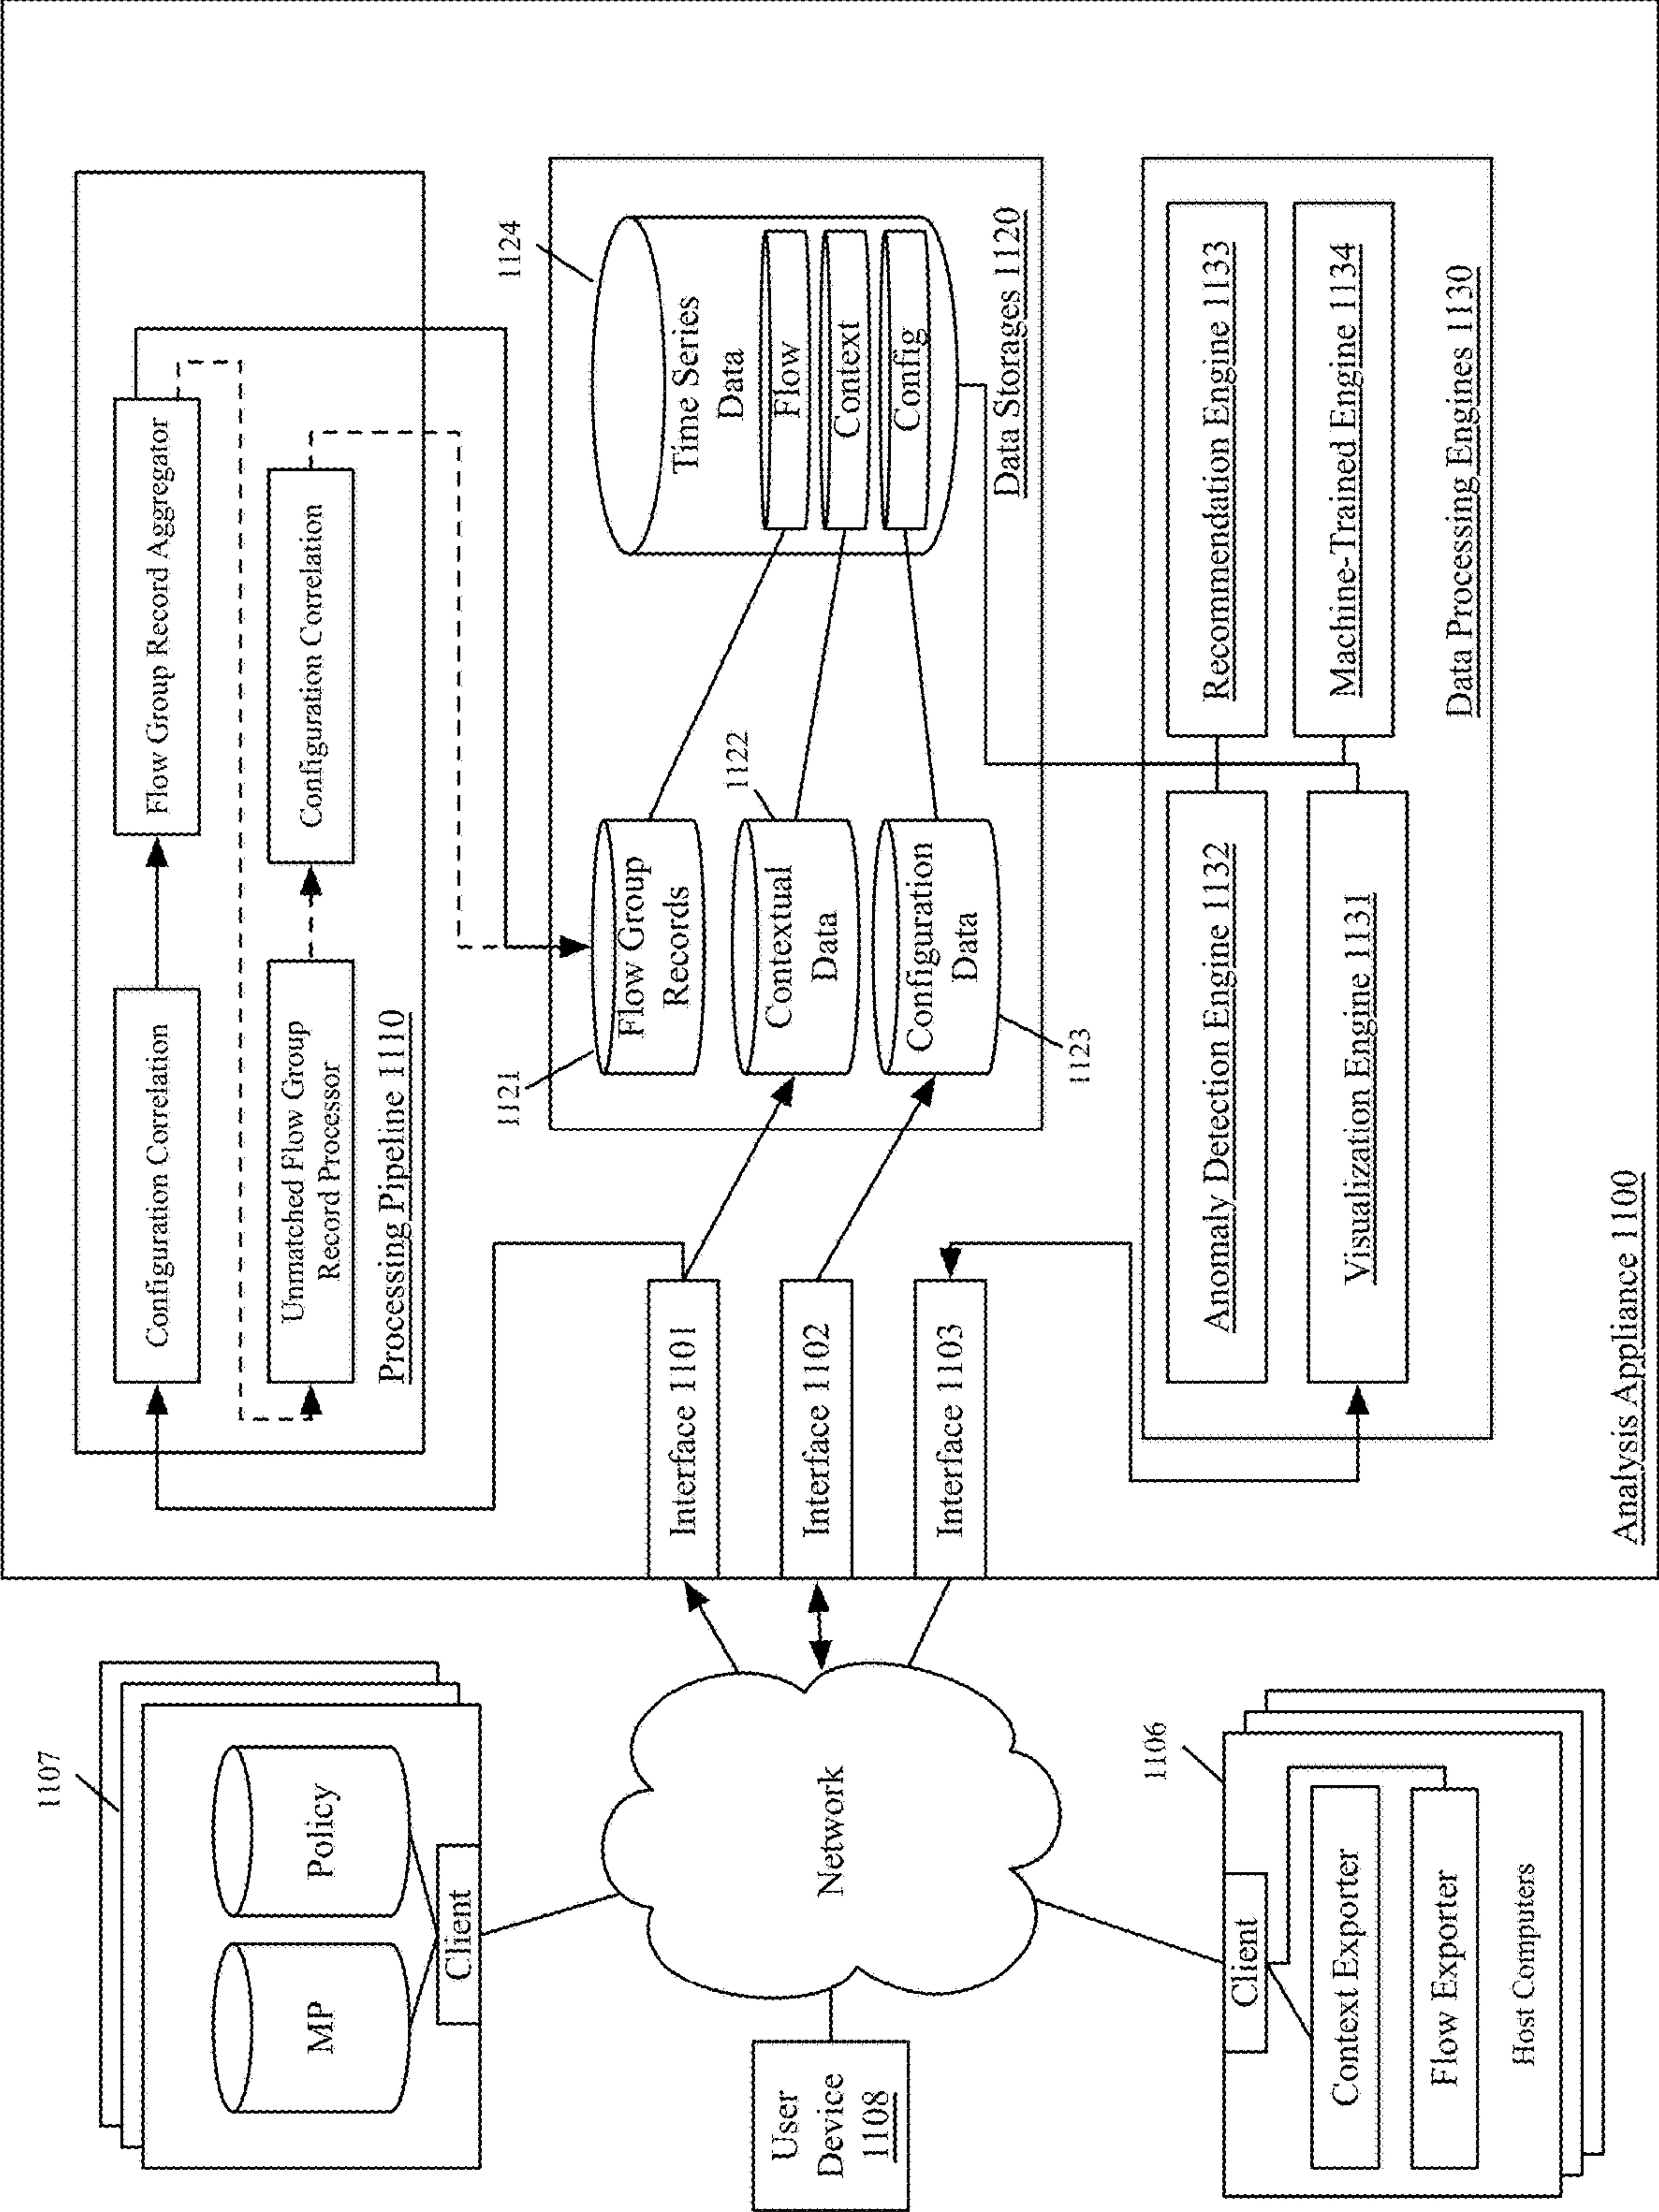 1107
MP
Policy
Client
User
Device
1108
Network
1106
Client
Context Exporter
Flow Exporter
Host Computers
Interface 1101
Interface 1102
Interface 1103
Configuration Correlation
Flow Group Record Aggregator
Unmatched Flow Group
Record Processor
Configuration Correlation
Processing Pipeline 1110
1121
Flow Group
Records
1122
Contextual
Data
Configuration
Data
1123
1124
Time Series
Data
Flow
Context
Config
Data Storages 1120
Anomaly Detection Engine 1132
Recommendation Engine 1133
Visualization Engine 1131
Machine-Trained Engine 1134
Data Processing Engines 1130
Analysis Appliance 1100